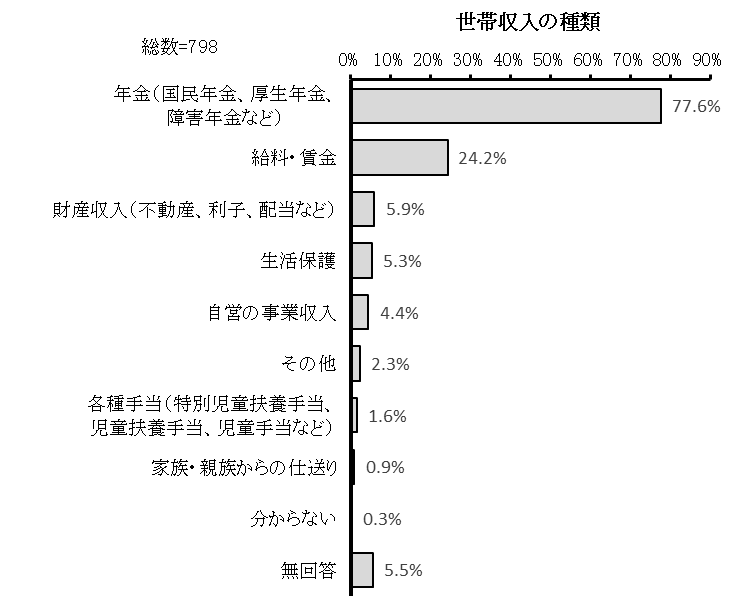 世帯収入の種類
総数=798
0% 10% 20% 30% 40% 50% 60% 70% 80% 90%
年金（国民年金、厚生年金、
障害年金など）
77.6%
給料・賃金
24.2%
財産収入（不動産、利子、配当など）
5.9%
生活保護
5.3%
自営の事業収入
4.4%
その他
2.3%
各種手当（特別児童扶養手当、
児童扶養手当、児童手当など）
1.6%
家族・親族からの仕送り
0.9%
分からない
0.3%
無回答
5.5%